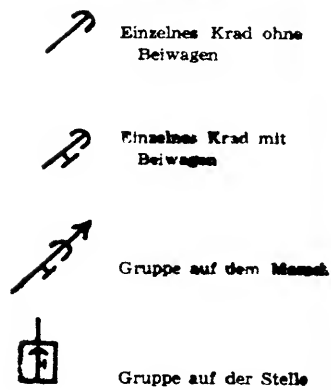 Einzelnes Krad ohne
Beiwagen
Einzelnes Krad mit
Beiwagen
Gruppe auf dem Marsch
Gruppe auf der Stelle